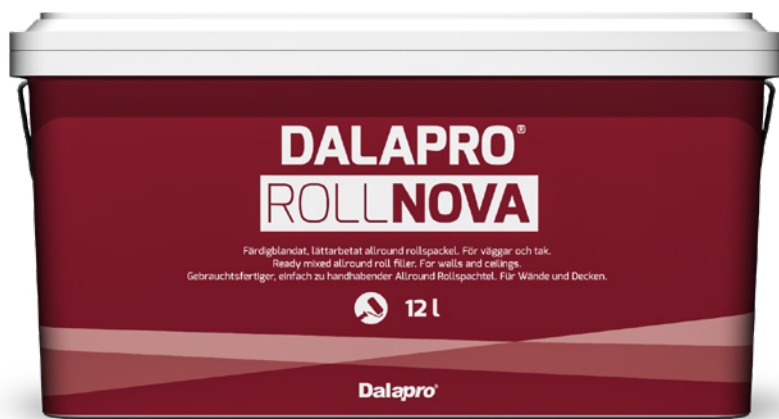 DALAPRO®
ROLLNOVA
Färdigblandat, lättarbetat allround rollspackel. För väggar och tak.
Ready mixed allround roll filler. For walls and ceilings.
Gebrauchtsfertiger, einfach zu handhabender Allround Rollspachtel. Für Wände und Decken.
12 l
Dalapro®